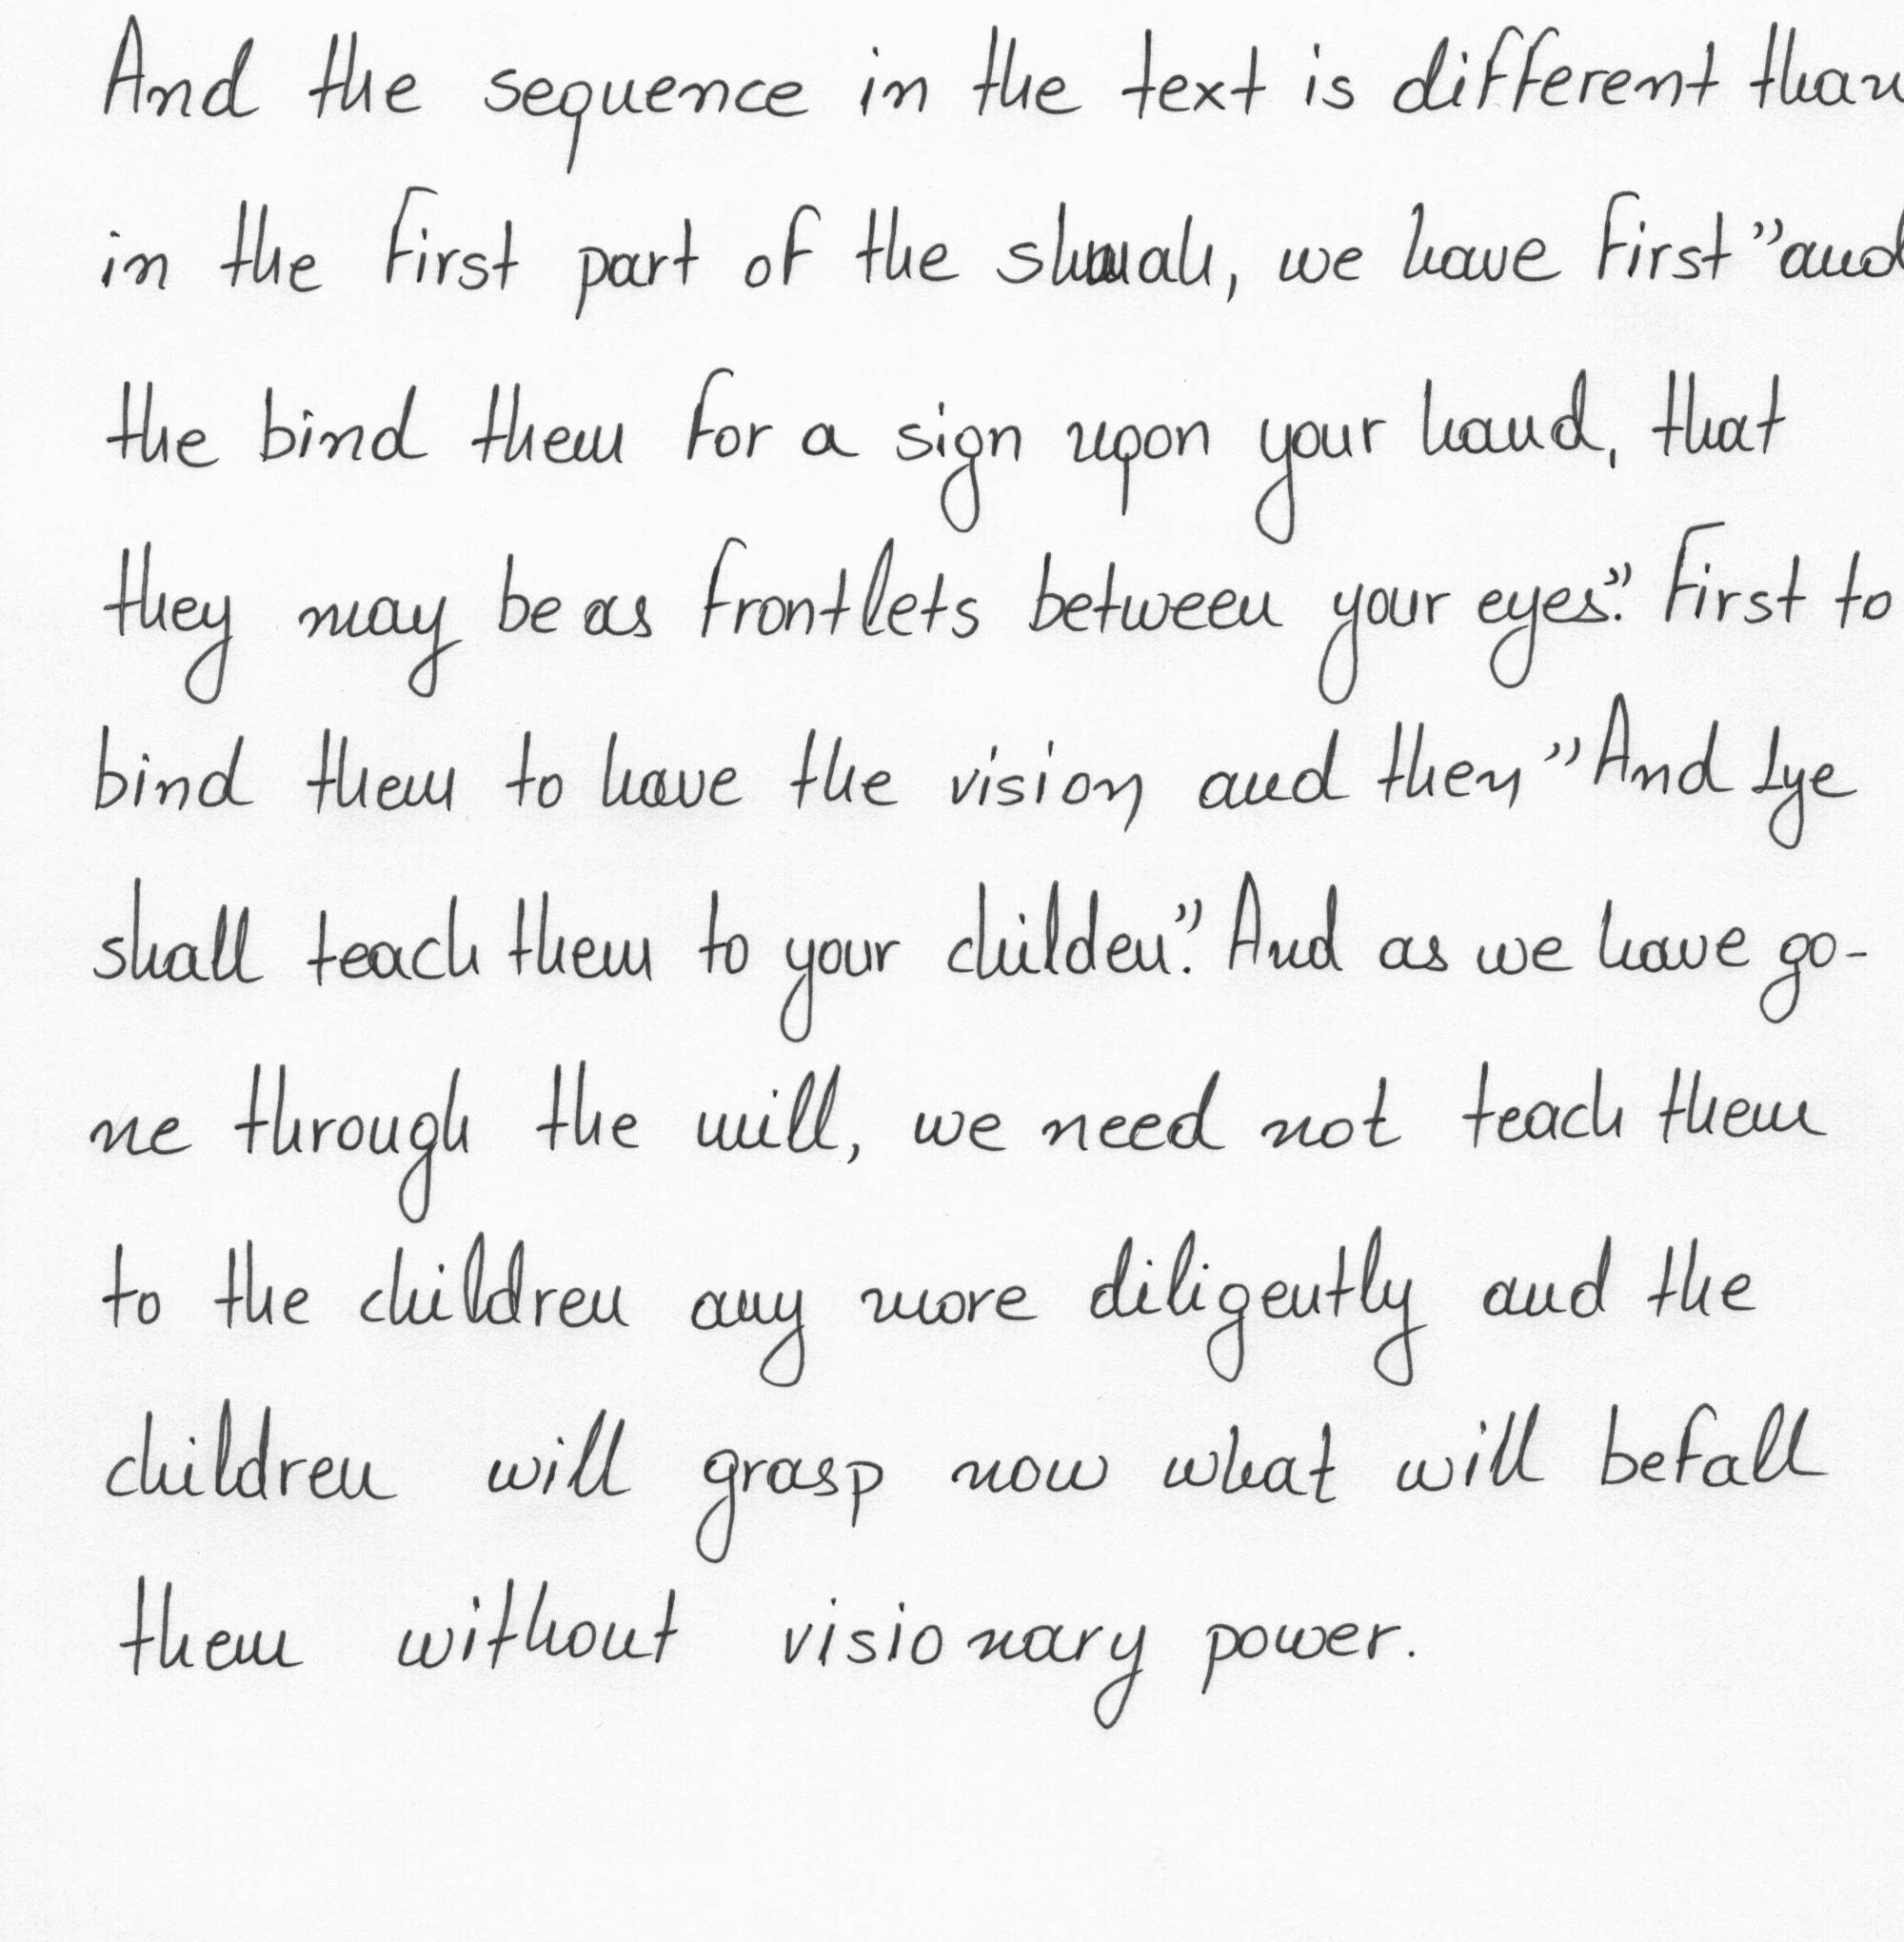 And the sequence in the text is different than
in the first part of the shmah, we have first "and
the bind them for a sign upon your hand, that
they may be as frontlets between your eyes." First to
bind them to have the vision and then "And ye
shall teach them to your childen." And as we have go-
ne through the mill, we need not teach them
to the children any more diligently and the
children will grasp now what will befall
them without visionary power.